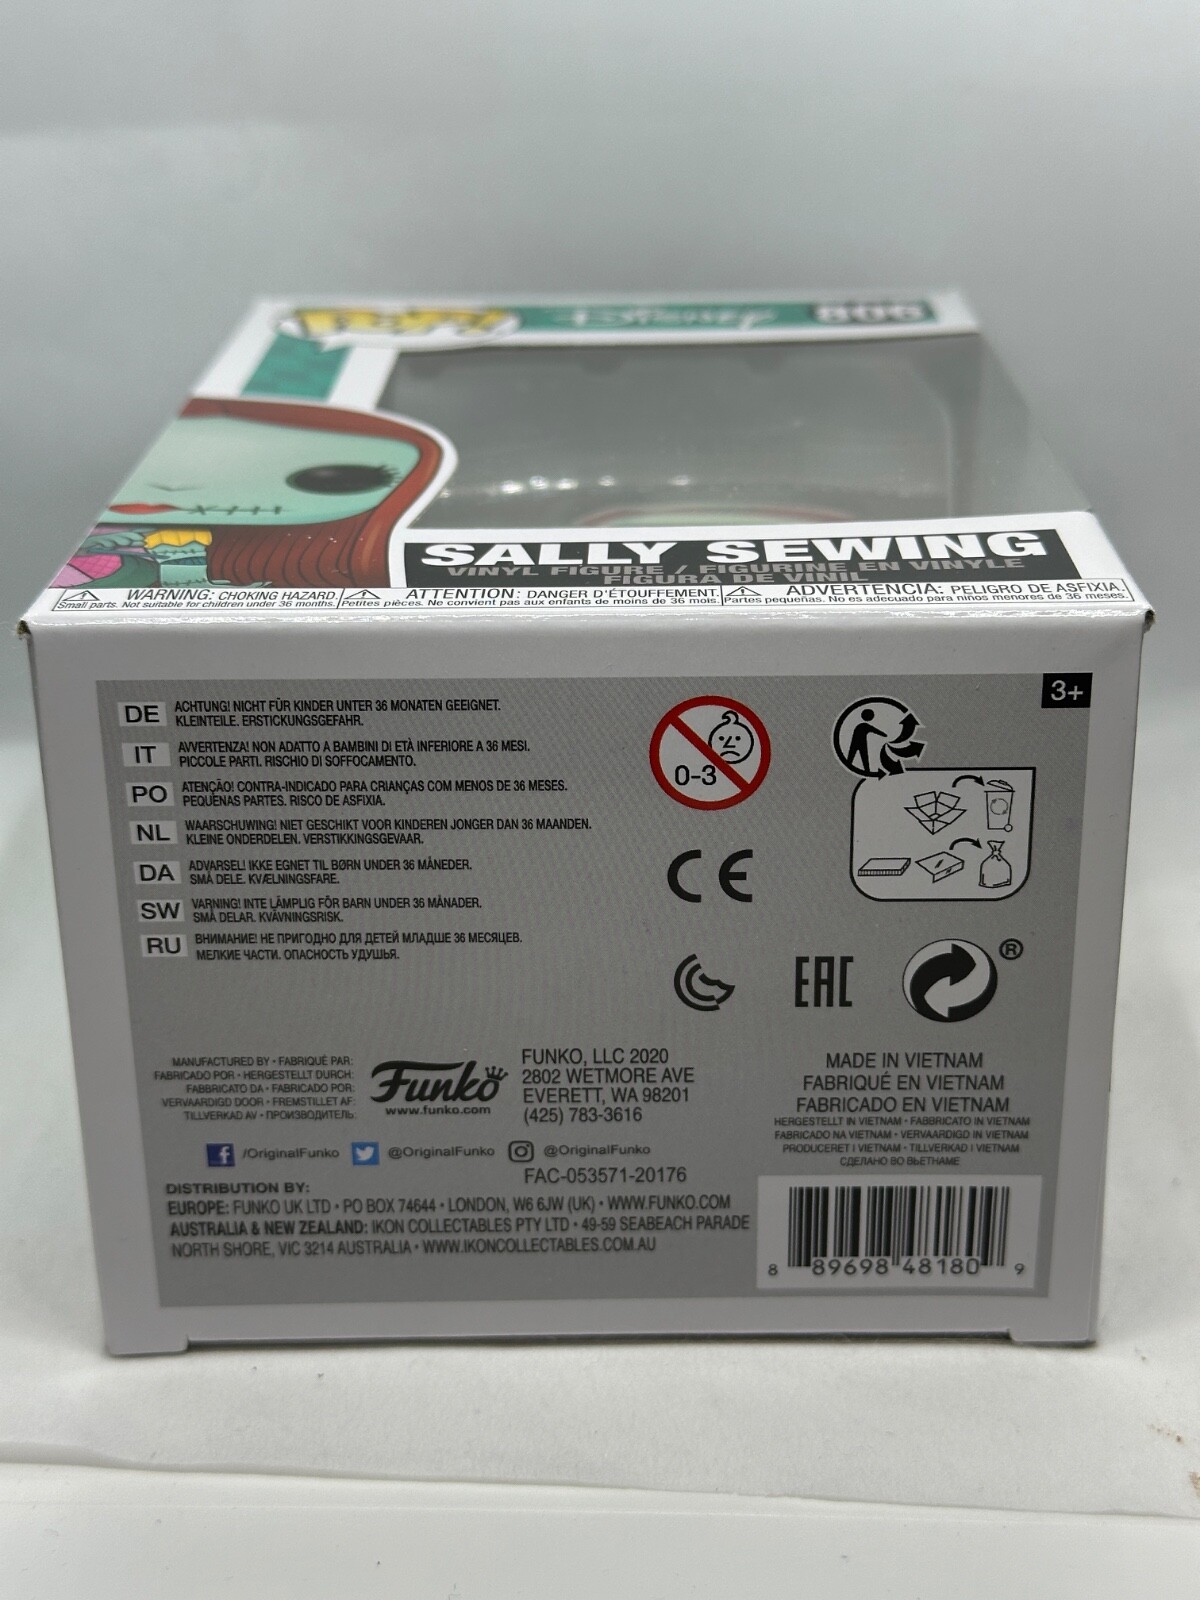 POP!
Disney
806
SALLY SEWING
VINYL FIGURE / FIGURINE EN VINYLE
FIGURA DE VINIL
WARNING: CHOKING HAZARD.
Small parts. Not suitable for children under 36 months.
ATTENTION: DANGER D'ÉTOUFFEMENT.
Petites pièces. Ne convient pas aux enfants de moins de 36 mois.
ADVERTENCIA: PELIGRO DE ASFIXIA.
Partes pequeñas. No es adecuado para niños menores de 36 meses.
3+
DE ACHTUNG! NICHT FÜR KINDER UNTER 36 MONATEN GEEIGNET.
KLEINTEILE. ERSTICKUNGSGEFAHR.
IT AVVERTENZA! NON ADATTO A BAMBINI DI ETÀ INFERIORE A 36 MESI.
PICCOLE PARTI. RISCHIO DI SOFFOCAMENTO.
PO ATENÇÃO! CONTRA-INDICADO PARA CRIANÇAS COM MENOS DE 36 MESES.
PEQUENAS PARTES. RISCO DE ASFIXIA.
NL WAARSCHUWING! NIET GESCHIKT VOOR KINDEREN JONGER DAN 36 MAANDEN.
KLEINE ONDERDELEN. VERSTIKKINGSGEVAAR.
DA ADVARSEL! IKKE EGNET TIL BØRN UNDER 36 MÅNEDER.
SMÅ DELE. KVÆLNINGSFARE.
SW VARNING! INTE LÄMPLIG FÖR BARN UNDER 36 MÅNADER.
SMÅ DELAR. KVÄVNINGSRISK.
RU ВНИМАНИЕ! НЕ ПРИГОДНО ДЛЯ ДЕТЕЙ МЛАДШЕ 36 МЕСЯЦЕВ.
МЕЛКИЕ ЧАСТИ. ОПАСНОСТЬ УДУШЬЯ.
0-3
CE
EAC
®
MANUFACTURED BY • FABRIQUÉ PAR:
FABRICADO POR • HERGESTELLT DURCH:
FABBRICATO DA • FABRICADO POR:
VERVAARDIGD DOOR • FREMSTILLET AF:
TILLVERKAD AV • ПРОИЗВОДИТЕЛЬ:
Funko
www.funko.com
FUNKO, LLC 2020
2802 WETMORE AVE
EVERETT, WA 98201
(425) 783-3616
/OriginalFunko @OriginalFunko @OriginalFunko
FAC-053571-20176
DISTRIBUTION BY:
EUROPE: FUNKO UK LTD • PO BOX 74644 • LONDON, W6 6JW (UK) • WWW.FUNKO.COM
AUSTRALIA & NEW ZEALAND: IKON COLLECTABLES PTY LTD • 49-59 SEABEACH PARADE
NORTH SHORE, VIC 3214 AUSTRALIA • WWW.IKONCOLLECTABLES.COM.AU
MADE IN VIETNAM
FABRIQUÉ EN VIETNAM
FABRICADO EN VIETNAM
HERGESTELLT IN VIETNAM • FABBRICATO IN VIETNAM
FABRICADO NA VIETNAM • VERVAARDIGD IN VIETNAM
PRODUCERET I VIETNAM • TILLVERKAD I VIETNAM
СДЕЛАНО ВО ВЬЕТНАМЕ
8 89698 48180 9